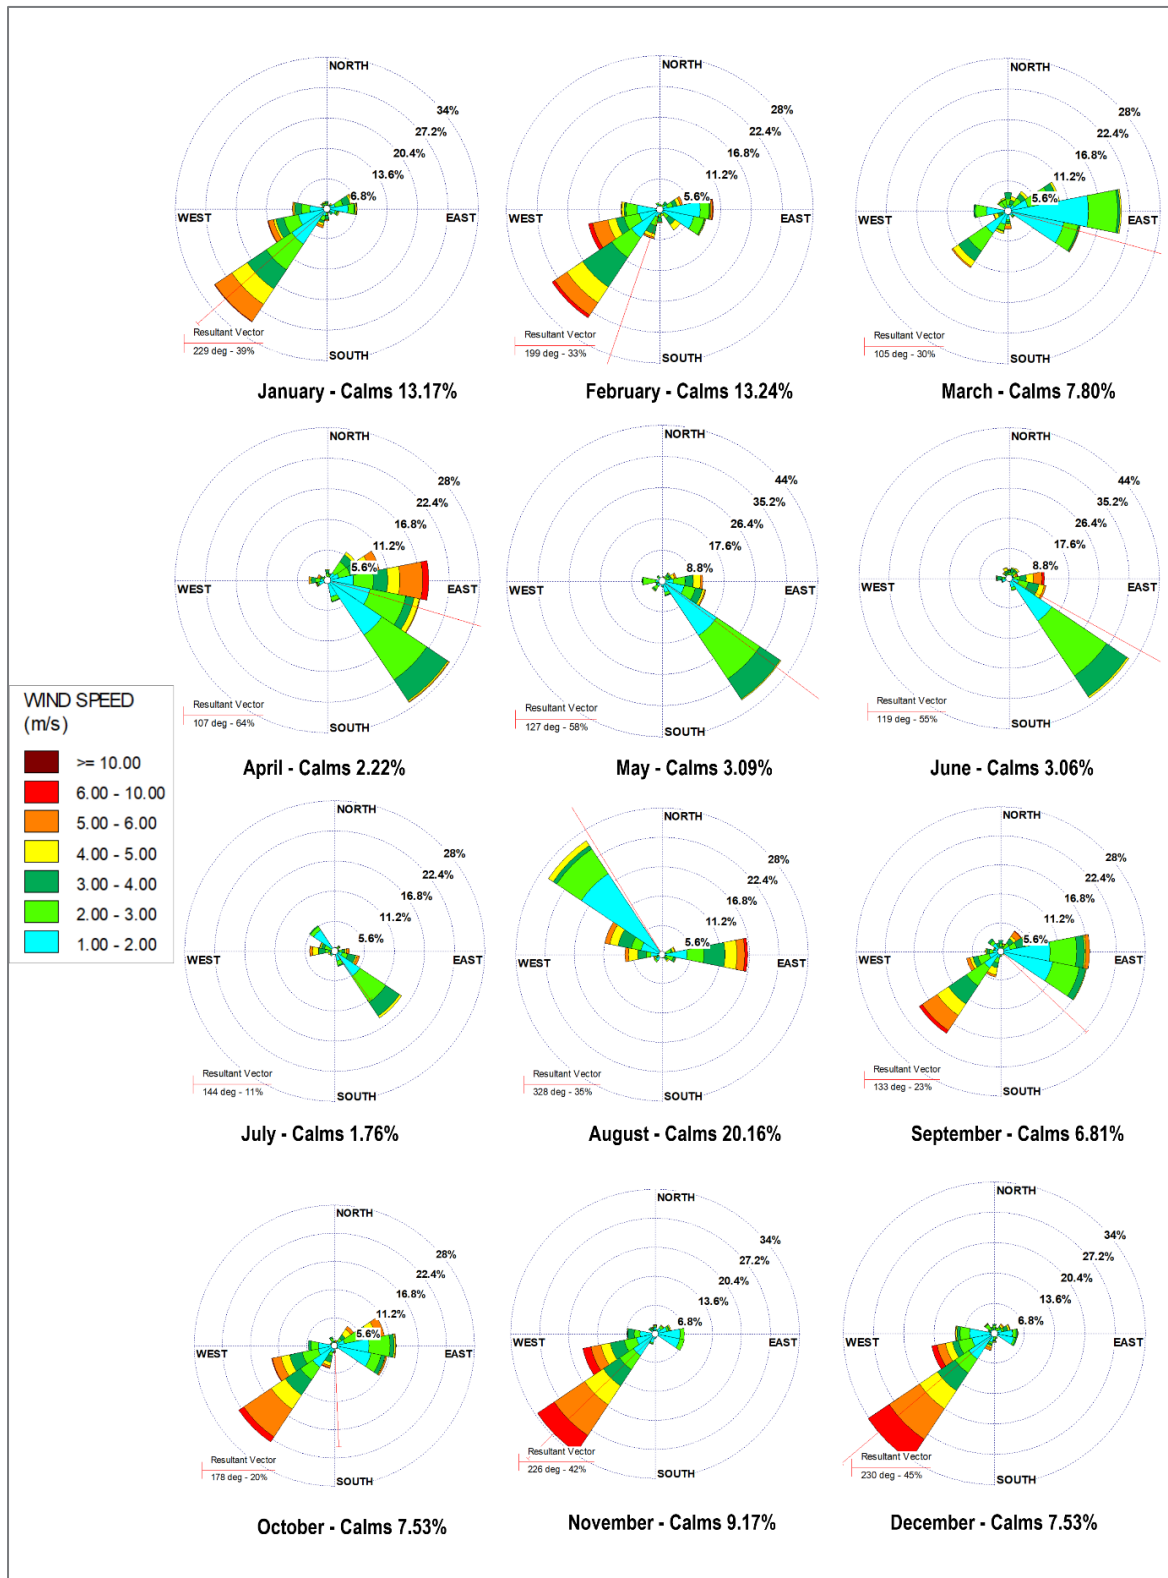 NORTH
34%
27.2%
20.4%
13.6%
6.8%
WEST
EAST
SOUTH
Resultant Vector
229 deg - 39%
January - Calms 13.17%
NORTH
28%
22.4%
16.8%
11.2%
5.6%
WEST
EAST
SOUTH
Resultant Vector
199 deg - 33%
February - Calms 13.24%
NORTH
28%
22.4%
16.8%
11.2%
5.6%
WEST
EAST
SOUTH
Resultant Vector
105 deg - 30%
March - Calms 7.80%
NORTH
28%
22.4%
16.8%
11.2%
5.6%
WEST
EAST
SOUTH
Resultant Vector
107 deg - 64%
April - Calms 2.22%
NORTH
44%
35.2%
26.4%
17.6%
8.8%
WEST
EAST
SOUTH
Resultant Vector
127 deg - 58%
May - Calms 3.09%
NORTH
44%
35.2%
26.4%
17.6%
8.8%
WEST
EAST
SOUTH
Resultant Vector
119 deg - 55%
June - Calms 3.06%
WIND SPEED
(m/s)
>= 10.00
6.00 - 10.00
5.00 - 6.00
4.00 - 5.00
3.00 - 4.00
2.00 - 3.00
1.00 - 2.00
NORTH
28%
22.4%
16.8%
11.2%
5.6%
WEST
EAST
SOUTH
Resultant Vector
144 deg - 11%
July - Calms 1.76%
NORTH
28%
22.4%
16.8%
11.2%
5.6%
WEST
EAST
SOUTH
Resultant Vector
328 deg - 35%
August - Calms 20.16%
NORTH
28%
22.4%
16.8%
11.2%
5.6%
WEST
EAST
SOUTH
Resultant Vector
133 deg - 23%
September - Calms 6.81%
NORTH
28%
22.4%
16.8%
11.2%
5.6%
WEST
EAST
SOUTH
Resultant Vector
178 deg - 20%
October - Calms 7.53%
NORTH
34%
27.2%
20.4%
13.6%
6.8%
WEST
EAST
SOUTH
Resultant Vector
226 deg - 42%
November - Calms 9.17%
NORTH
34%
27.2%
20.4%
13.6%
6.8%
WEST
EAST
SOUTH
Resultant Vector
230 deg - 45%
December - Calms 7.53%